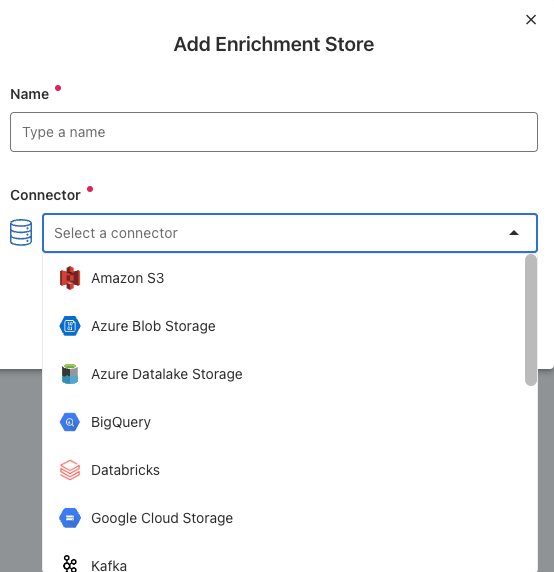 Add Enrichment Store
Name
Type a name
Connector
Select a connector
Amazon S3
Azure Blob Storage
Azure Datalake Storage
BigQuery
Databricks
Google Cloud Storage
Kafka